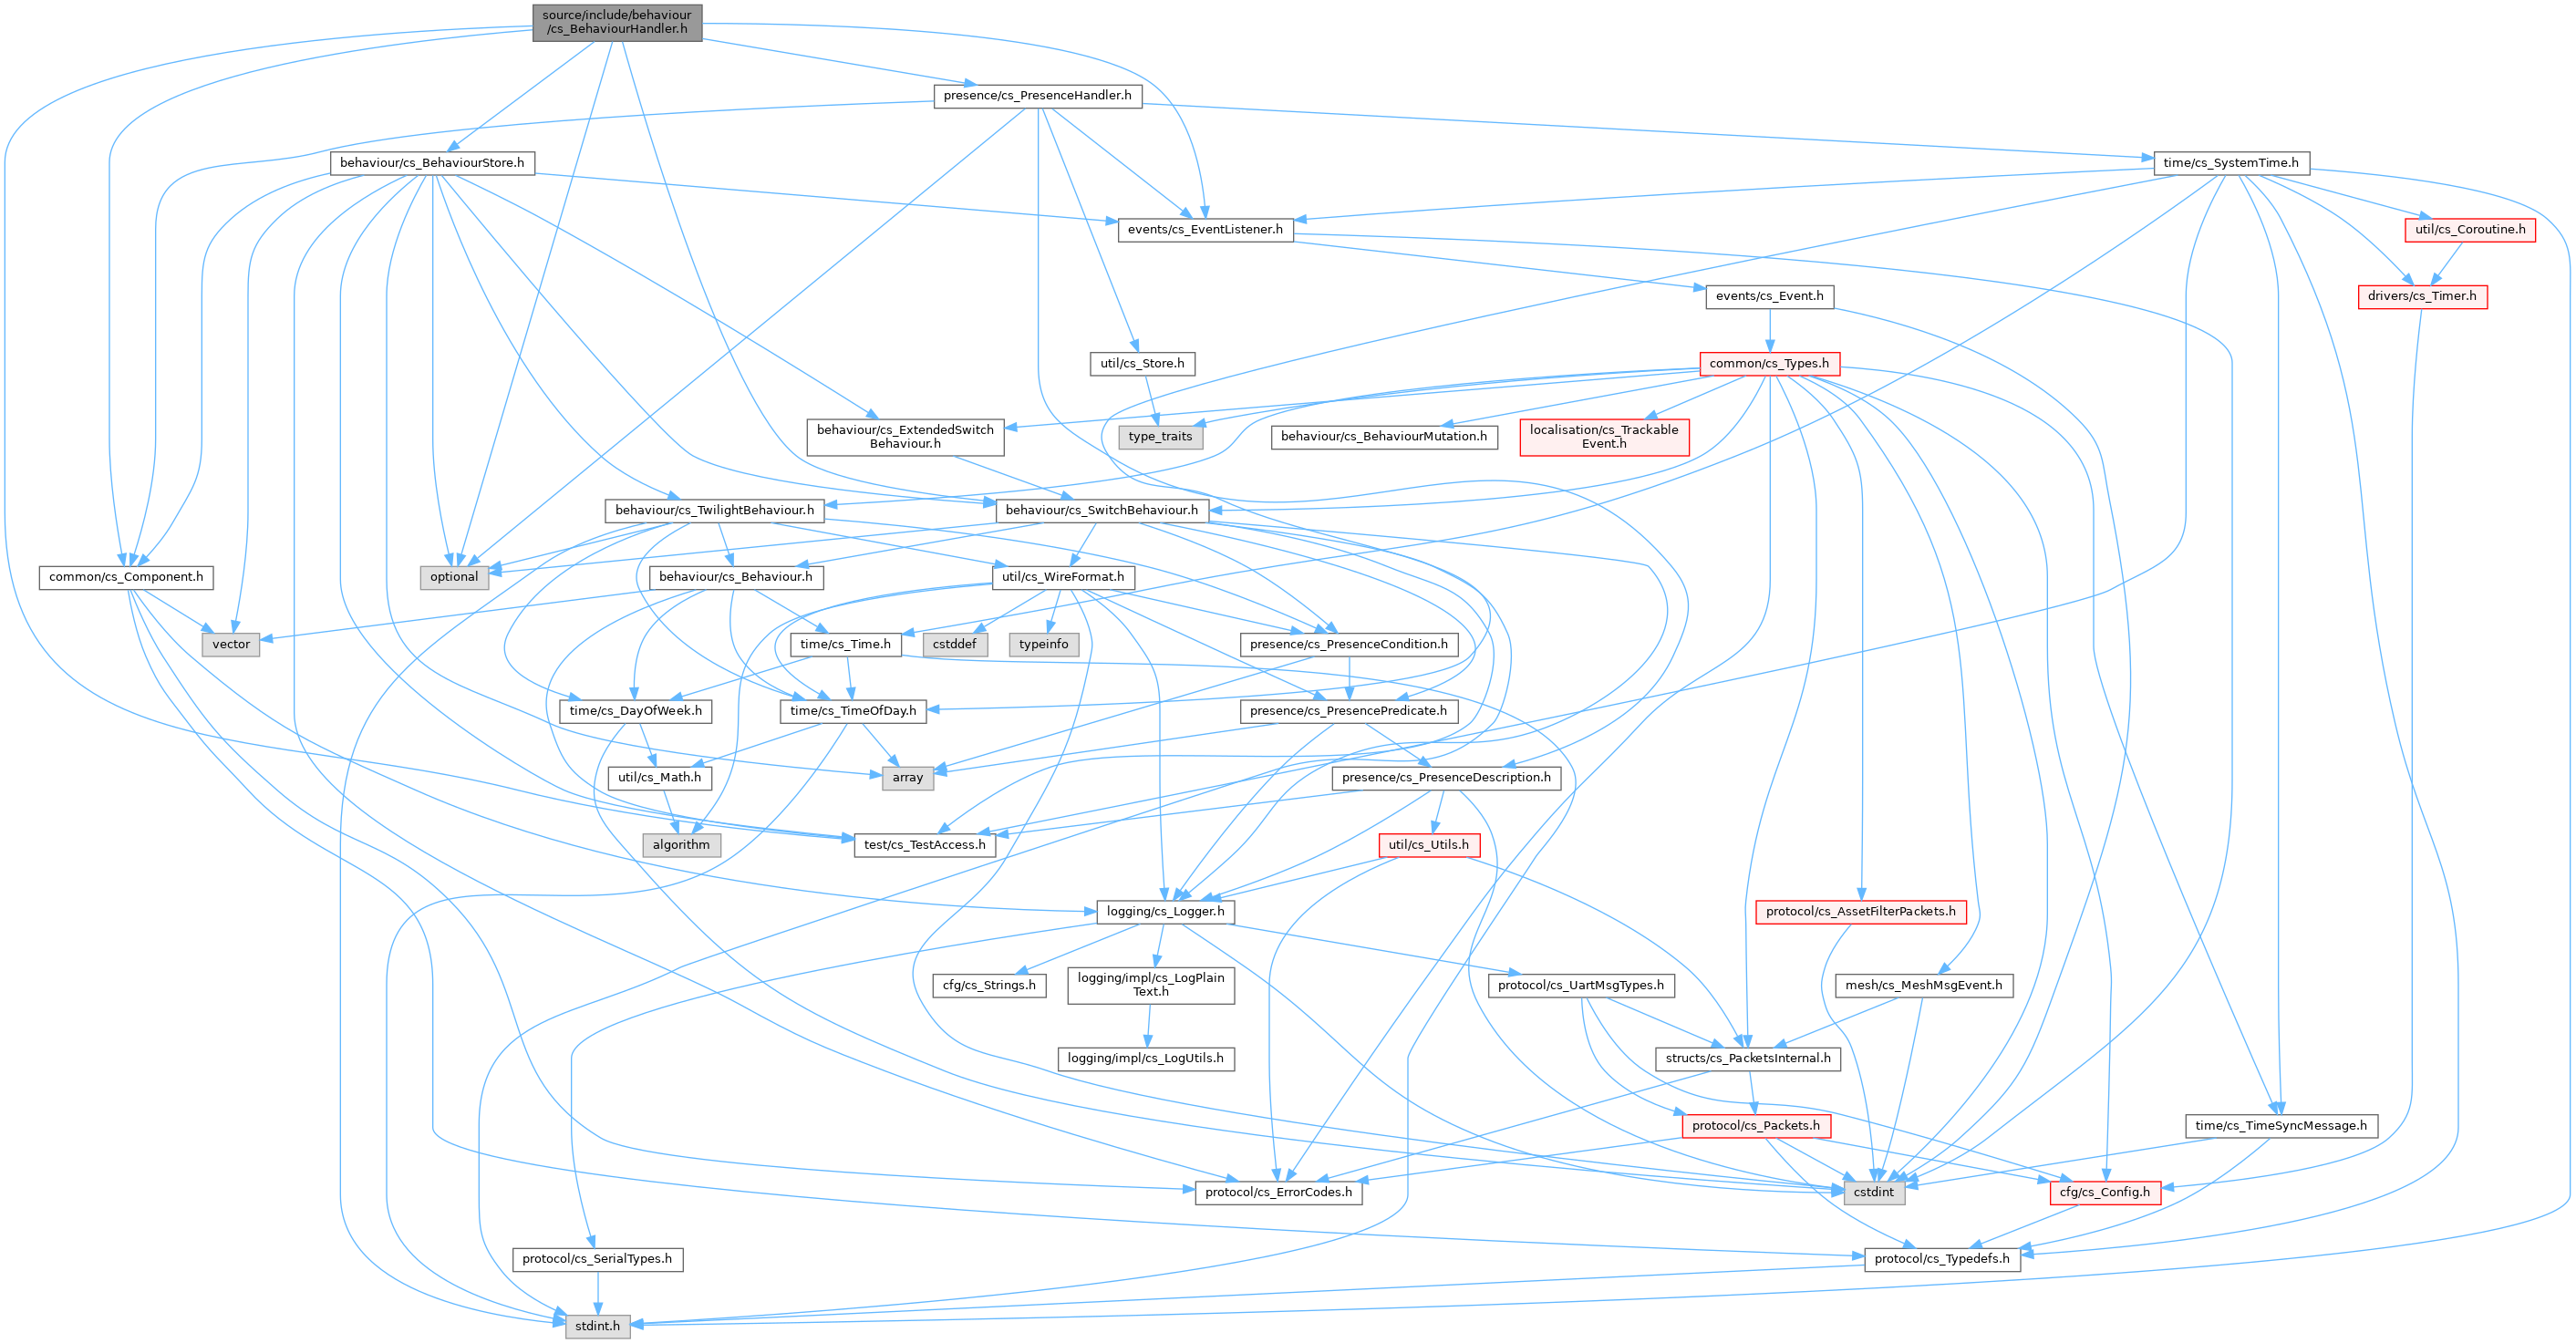 source/include/behaviour
/cs_BehaviourHandler.h
presence/cs_PresenceHandler.h
behaviour/cs_BehaviourStore.h
time/cs_SystemTime.h
events/cs_EventListener.h
util/cs_Coroutine.h
events/cs_Event.h
drivers/cs_Timer.h
util/cs_Store.h
common/cs_Types.h
behaviour/cs_ExtendedSwitch
Behaviour.h
type_traits
behaviour/cs_BehaviourMutation.h
localisation/cs_Trackable
Event.h
behaviour/cs_TwilightBehaviour.h
behaviour/cs_SwitchBehaviour.h
common/cs_Component.h
optional
behaviour/cs_Behaviour.h
util/cs_WireFormat.h
vector
time/cs_Time.h
cstddef
typeinfo
presence/cs_PresenceCondition.h
time/cs_DayOfWeek.h
time/cs_TimeOfDay.h
presence/cs_PresencePredicate.h
util/cs_Math.h
array
presence/cs_PresenceDescription.h
algorithm
test/cs_TestAccess.h
util/cs_Utils.h
logging/cs_Logger.h
protocol/cs_AssetFilterPackets.h
cfg/cs_Strings.h
logging/impl/cs_LogPlain
Text.h
protocol/cs_UartMsgTypes.h
mesh/cs_MeshMsgEvent.h
logging/impl/cs_LogUtils.h
structs/cs_PacketsInternal.h
protocol/cs_Packets.h
time/cs_TimeSyncMessage.h
protocol/cs_ErrorCodes.h
cstdint
cfg/cs_Config.h
protocol/cs_SerialTypes.h
protocol/cs_Typedefs.h
stdint.h